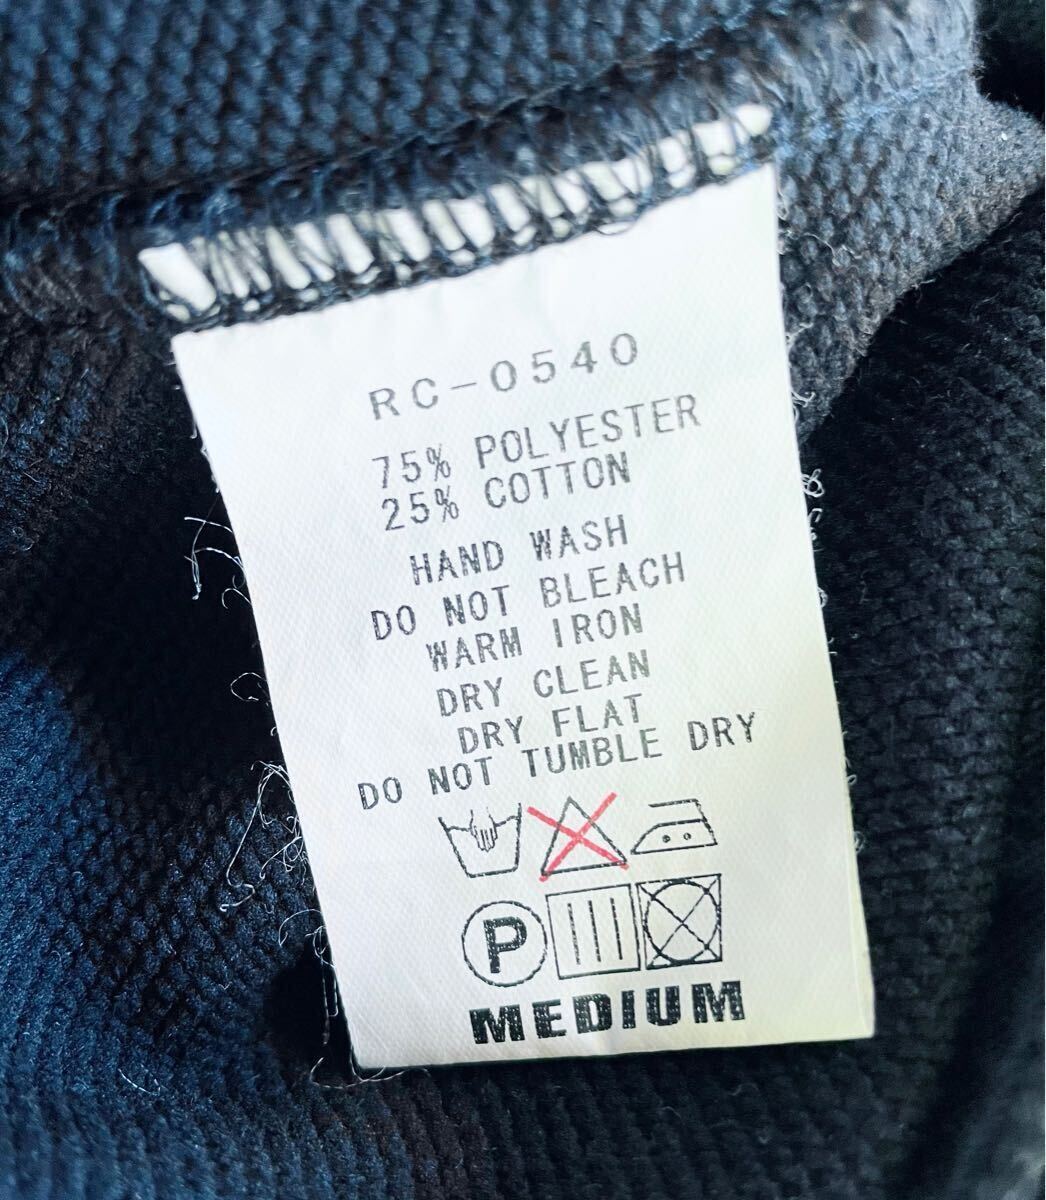 RC-0540
75% POLYESTER
25% COTTON
HAND WASH
DO NOT BLEACH
WARM IRON
DRY CLEAN
DRY FLAT
DO NOT TUMBLE DRY
P
MEDIUM